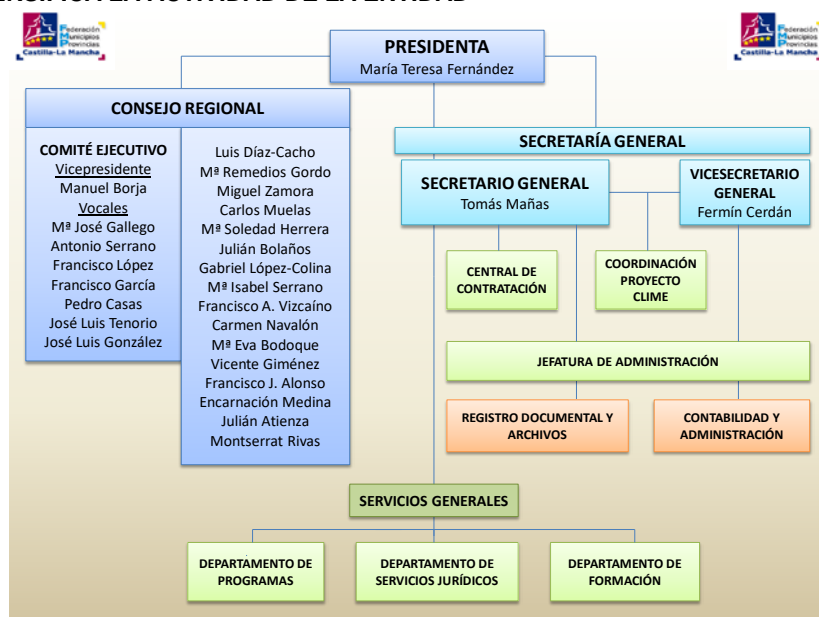 Federación
Municipios
Provincias
Castilla-La Mancha
Federación
Municipios
Provincias
Castilla-La Mancha
PRESIDENTA
María Teresa Fernández
CONSEJO REGIONAL
COMITÉ EJECUTIVO
Vicepresidente
Manuel Borja
Vocales
Mª José Gallego
Antonio Serrano
Francisco López
Francisco García
Pedro Casas
José Luis Tenorio
José Luis González
Luis Díaz-Cacho
Mª Remedios Gordo
Miguel Zamora
Carlos Muelas
Mª Soledad Herrera
Julián Bolaños
Gabriel López-Colina
Mª Isabel Serrano
Francisco A. Vizcaíno
Carmen Navalón
Mª Eva Bodoque
Vicente Giménez
Francisco J. Alonso
Encarnación Medina
Julián Atienza
Montserrat Rivas
SECRETARÍA GENERAL
SECRETARIO GENERAL
Tomás Mañas
VICESECRETARIO
GENERAL
Fermín Cerdán
CENTRAL DE
CONTRATACIÓN
COORDINACIÓN
PROYECTO
CLIME
JEFATURA DE ADMINISTRACIÓN
REGISTRO DOCUMENTAL Y
ARCHIVOS
CONTABILIDAD Y
ADMINISTRACIÓN
SERVICIOS GENERALES
DEPARTAMENTO DE
PROGRAMAS
DEPARTAMENTO DE
SERVICIOS JURÍDICOS
DEPARTAMENTO DE
FORMACIÓN